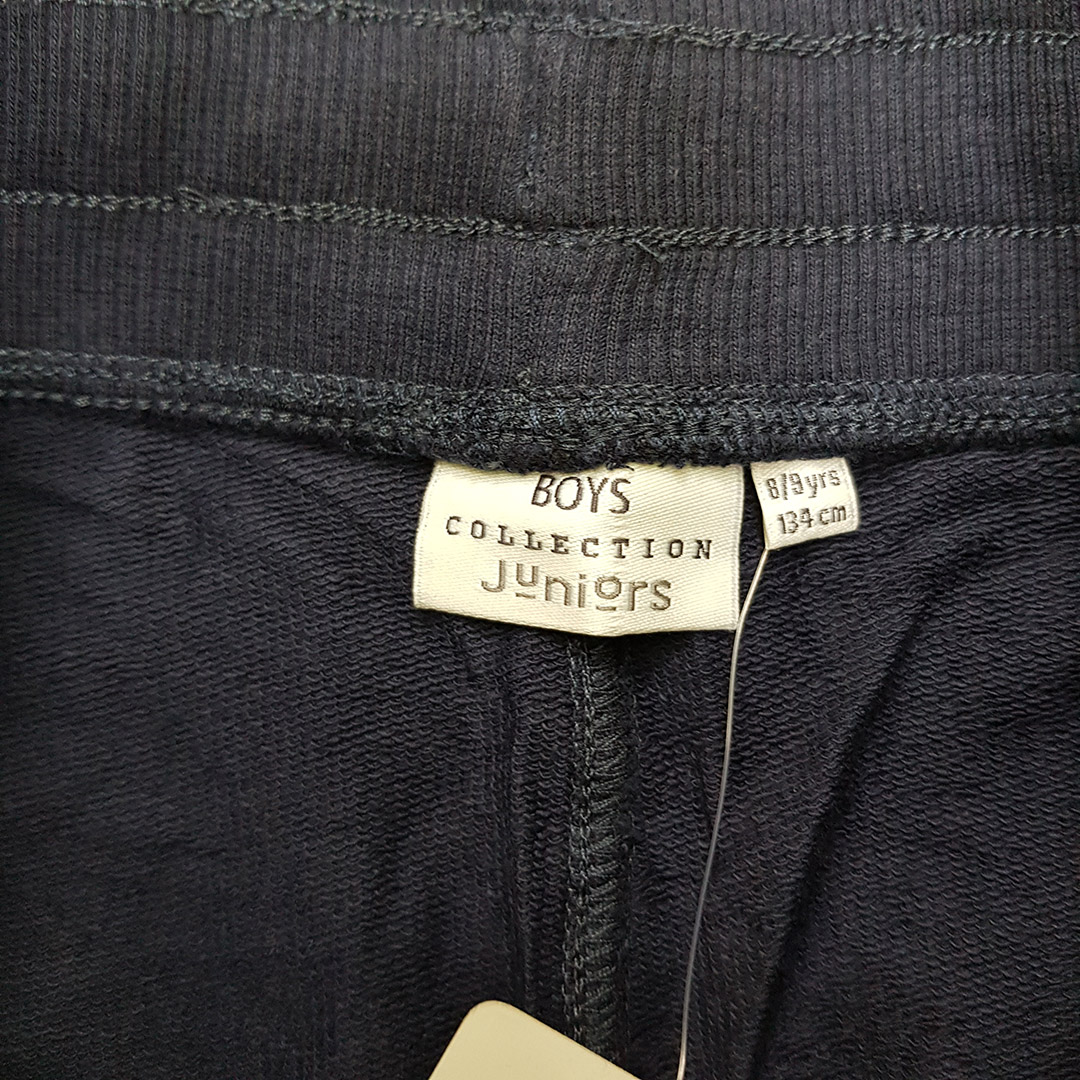 BOYS
COLLECTION
Juniors
8/9yrs
134cm